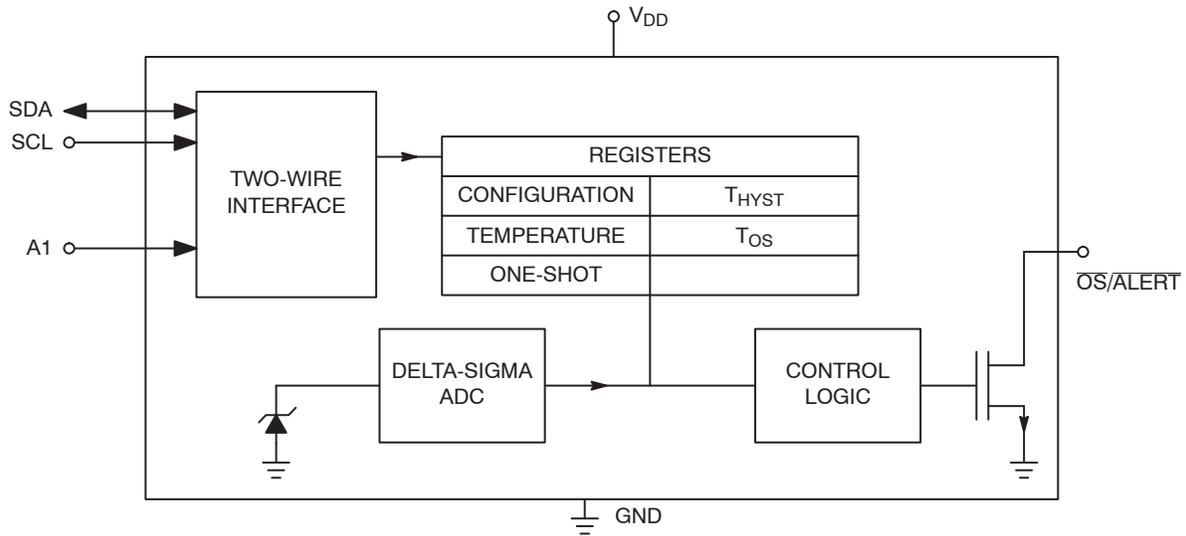 VDD
SDA
SCL
A1
TWO-WIRE
INTERFACE
REGISTERS
CONFIGURATION THYST
TEMPERATURE TOS
ONE-SHOT
OS/ALERT
DELTA-SIGMA
ADC
CONTROL
LOGIC
GND